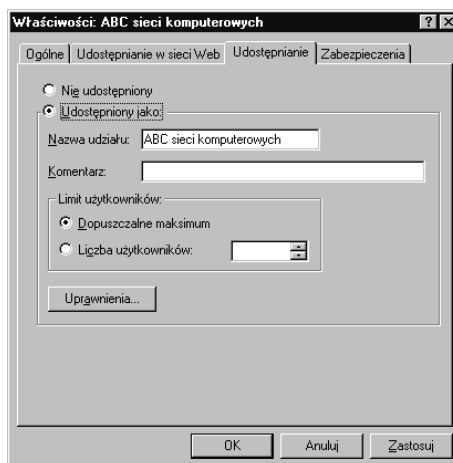 Właściwości: ABC sieci komputerowych
Ogólne Udostępnianie w sieci Web Udostępnianie Zabezpieczenia
Nie udostępniony
Udostępniony jako:
Nazwa udziału: ABC sieci komputerowych
Komentarz:
Limit użytkowników:
Dopuszczalne maksimum
Liczba użytkowników:
Uprawnienia...
OK Anuluj Zastosuj